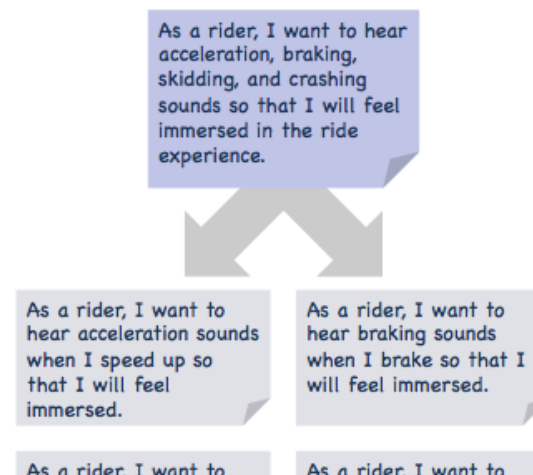 As a rider, I want to hear
acceleration, braking,
skidding, and crashing
sounds so that I will feel
immersed in the ride
experience.
As a rider, I want to
hear acceleration sounds
when I speed up so
that I will feel
immersed.
As a rider, I want to
hear braking sounds
when I brake so that I
will feel immersed.
As a rider, I want to
As a rider, I want to